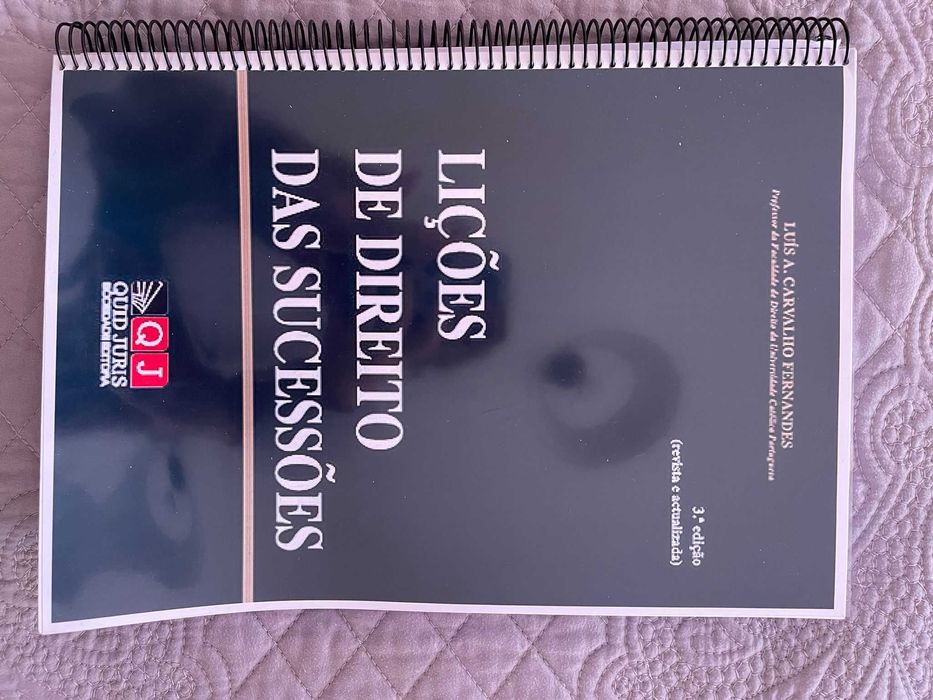 LUÍS A. CARVALHO FERNANDES
Professor da Faculdade de Direito da Universidade Católica Portuguesa
3.ª edição
(revista e actualizada)
LIÇÕES
DE DIREITO
DAS SUCESSÕES
Q J
QUID JURIS
SOCIEDADE EDITORA